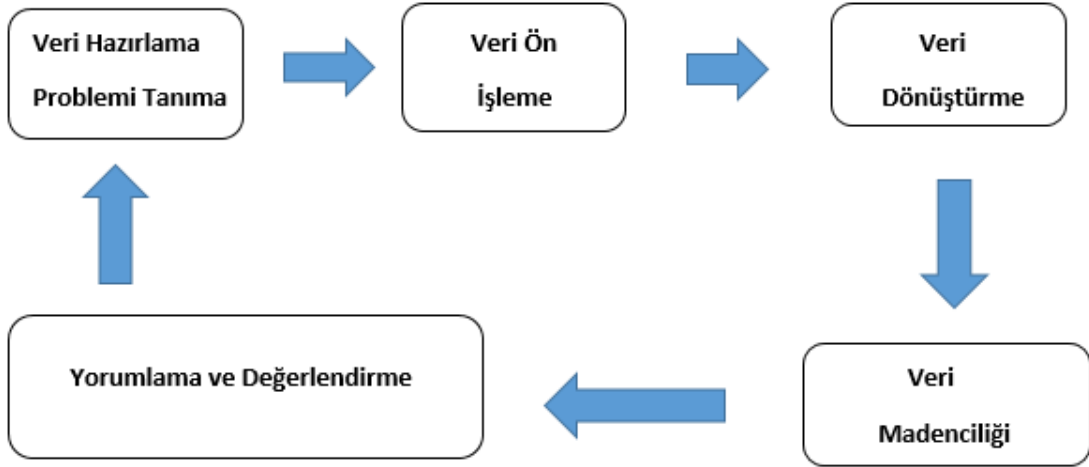 Veri Hazırlama
Problemi Tanıma
Veri Ön
İşleme
Veri
Dönüştürme
Yorumlama ve Değerlendirme
Veri
Madenciliği